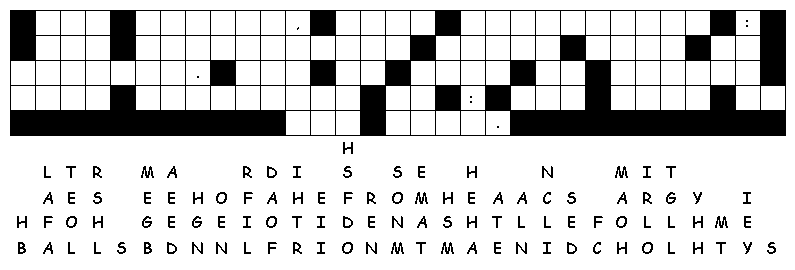 , :
.
:
.
H
L T R M A R D I S S E H N M I T
A E S E E H O F A H E F R O M H E A A C S A R G Y I
H F O H G E G E I O T I D E N A S H T L L E F O L L H M E
B A L L S B D N N L F R I O N M T M A E N I D C H O L H T Y S